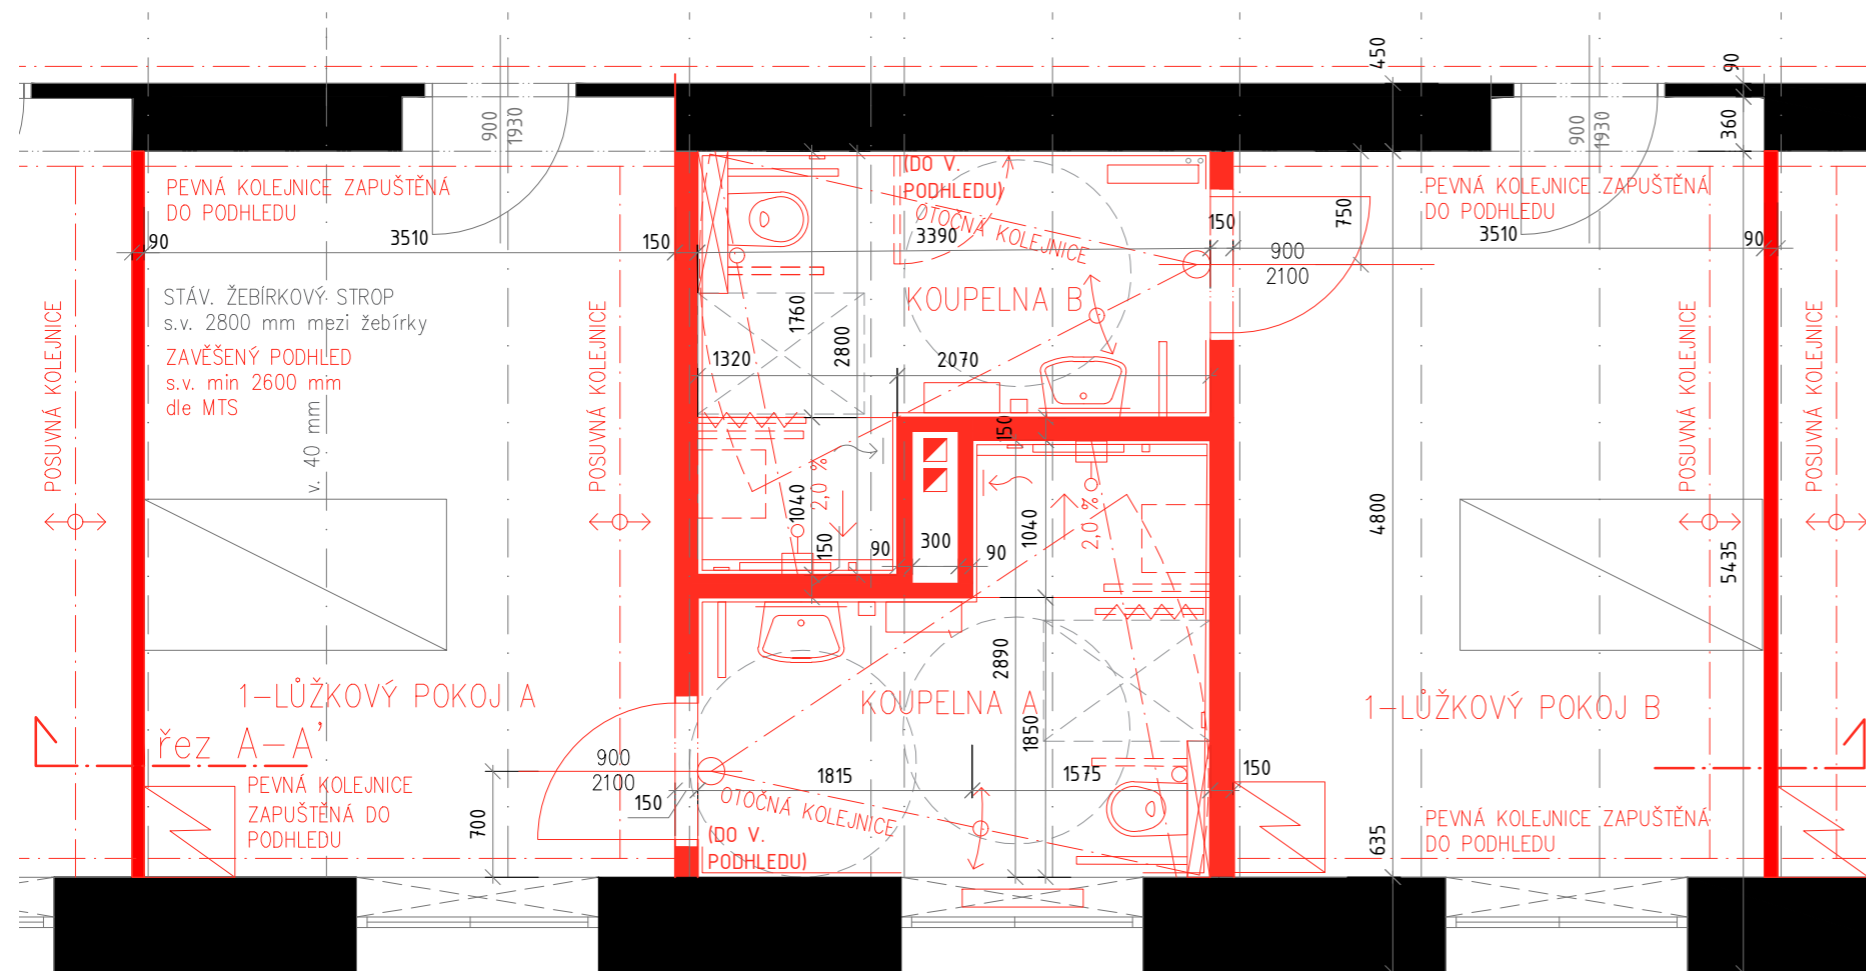 450
90
900
1930
360
900
1930
PEVNÁ KOLEJNICE ZAPUŠTĚNÁ
DO PODHLEDU
(DO V.
PODHLEDU)
OTOČNÁ KOLEJNICE
PEVNÁ KOLEJNICE ZAPUŠTĚNÁ
DO PODHLEDU
90
3510
150
3390
150
750
900
2100
3510
90
STÁV. ŽEBÍRKOVÝ STROP
s.v. 2800 mm mezi žebírky
ZAVĚŠENÝ PODHLED
s.v. min 2600 mm
dle MTS
v. 40 mm
POSUVNÁ KOLEJNICE
POSUVNÁ KOLEJNICE
KOUPELNA B
1760
2800
1320
2070
POSUVNÁ KOLEJNICE
POSUVNÁ KOLEJNICE
150
1040
2,0 %
150
90
300
90
1040
2,0 %
4800
5435
2890
1-LŮŽKOVÝ POKOJ A
KOUPELNA A
1850
1-LŮŽKOVÝ POKOJ B
řez A-A'
900
2100
150
1815
1575
150
700
PEVNÁ KOLEJNICE
ZAPUŠTĚNÁ DO
PODHLEDU
OTOČNÁ KOLEJNICE
(DO V.
PODHLEDU)
635
PEVNÁ KOLEJNICE ZAPUŠTĚNÁ
DO PODHLEDU